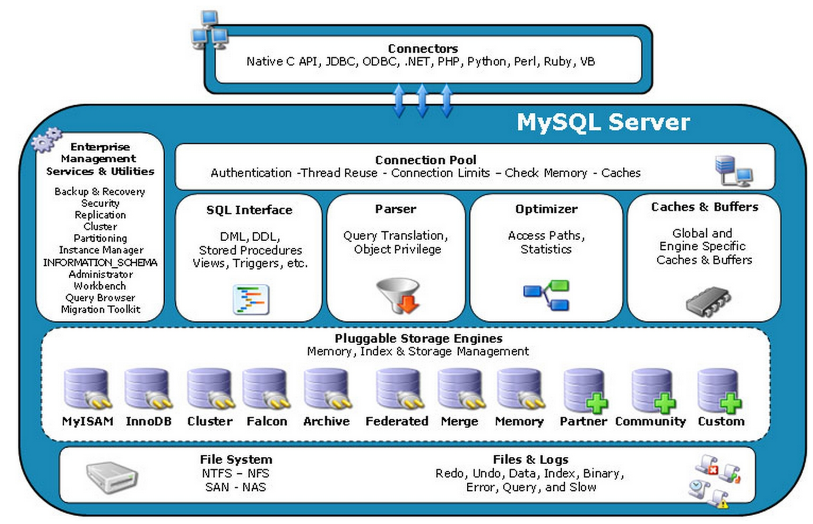 Connectors
Native C API, JDBC, ODBC, .NET, PHP, Python, Perl, Ruby, VB
MySQL Server
Enterprise
Management
Services & Utilities
Backup & Recovery
Security
Replication
Cluster
Partitioning
Instance Manager
INFORMATION_SCHEMA
Administrator
Workbench
Query Browser
Migration Toolkit
Connection Pool
Authentication -Thread Reuse - Connection Limits – Check Memory - Caches
SQL Interface
DML, DDL,
Stored Procedures
Views, Triggers, etc.
Parser
Query Translation,
Object Privilege
Optimizer
Access Paths,
Statistics
Caches & Buffers
Global and
Engine Specific
Caches & Buffers
Pluggable Storage Engines
Memory, Index & Storage Management
MyISAM
InnoDB
Cluster
Falcon
Archive
Federated
Merge
Memory
Partner
Community
Custom
File System
NTFS – NFS
SAN - NAS
Files & Logs
Redo, Undo, Data, Index, Binary,
Error, Query, and Slow